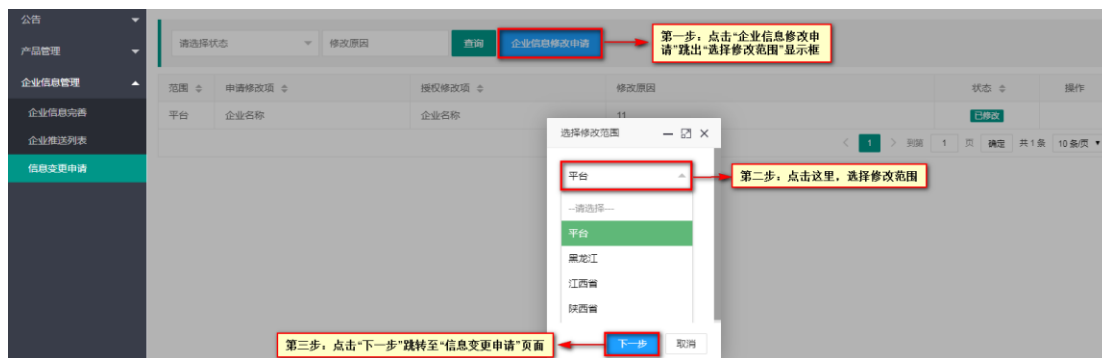 公告
产品管理
企业信息管理
企业信息完善
企业推送列表
信息变更申请
请选择状态
修改原因
查询
企业信息修改申请
第一步：点击“企业信息修改申
请”跳出“选择修改范围”显示框
范围 申请修改项 授权修改项 修改原因 状态 操作
平台 企业名称 企业名称 11 已修改
1 到第 1 页 确定 共1条 10条/页
选择修改范围
平台
第二步：点击这里，选择修改范围
--请选择--
平台
黑龙江
江西省
陕西省
第三步：点击“下一步”跳转至“信息变更申请”页面
下一步
取消